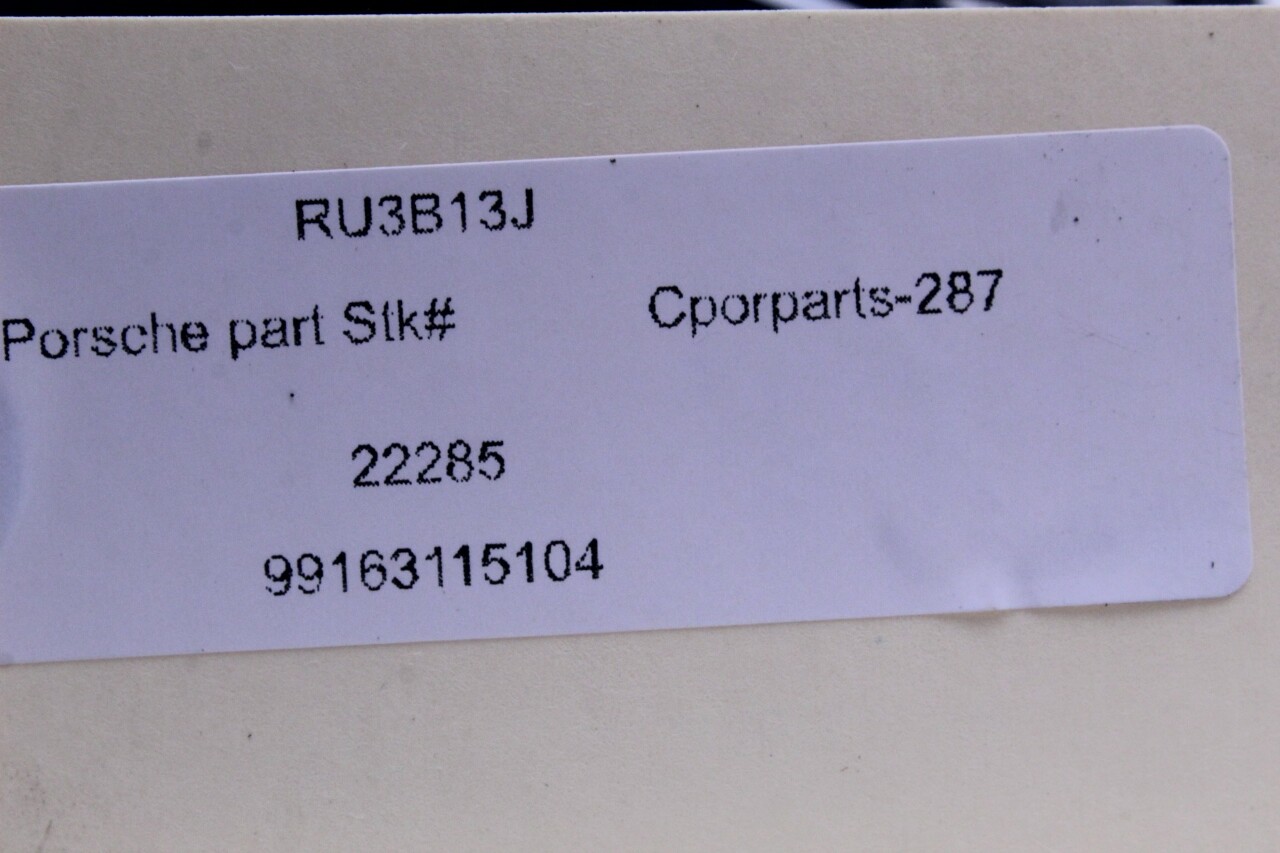 RU3B13J
Porsche part Stk# Cporparts-287
22285
99163115104